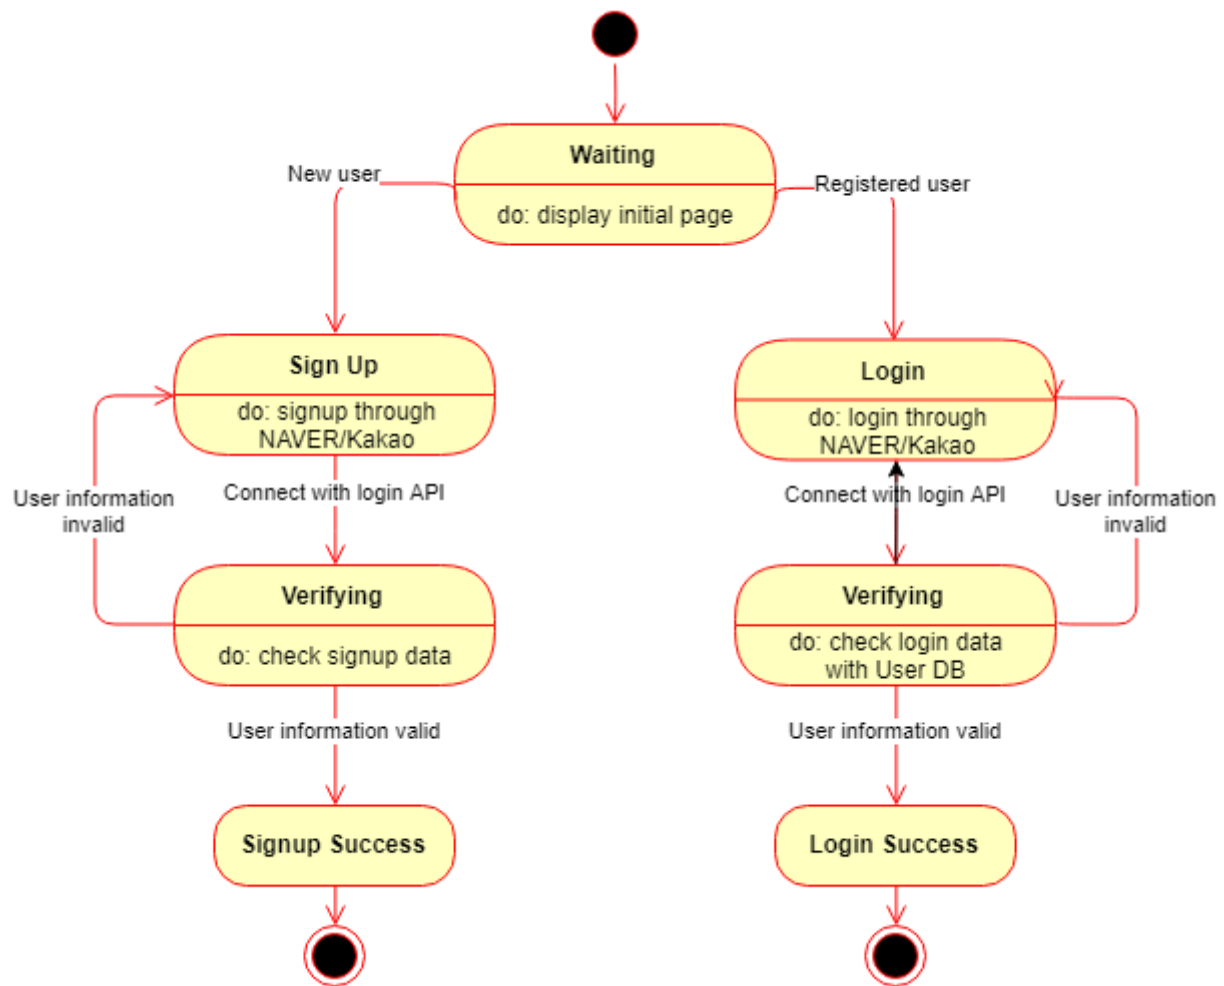 Waiting
do: display initial page
New user
Registered user
Sign Up
do: signup through
NAVER/Kakao
Login
do: login through
NAVER/Kakao
User information
invalid
Connect with login API
Connect with login API
User information
invalid
Verifying
do: check signup data
Verifying
do: check login data
with User DB
User information valid
User information valid
Signup Success
Login Success